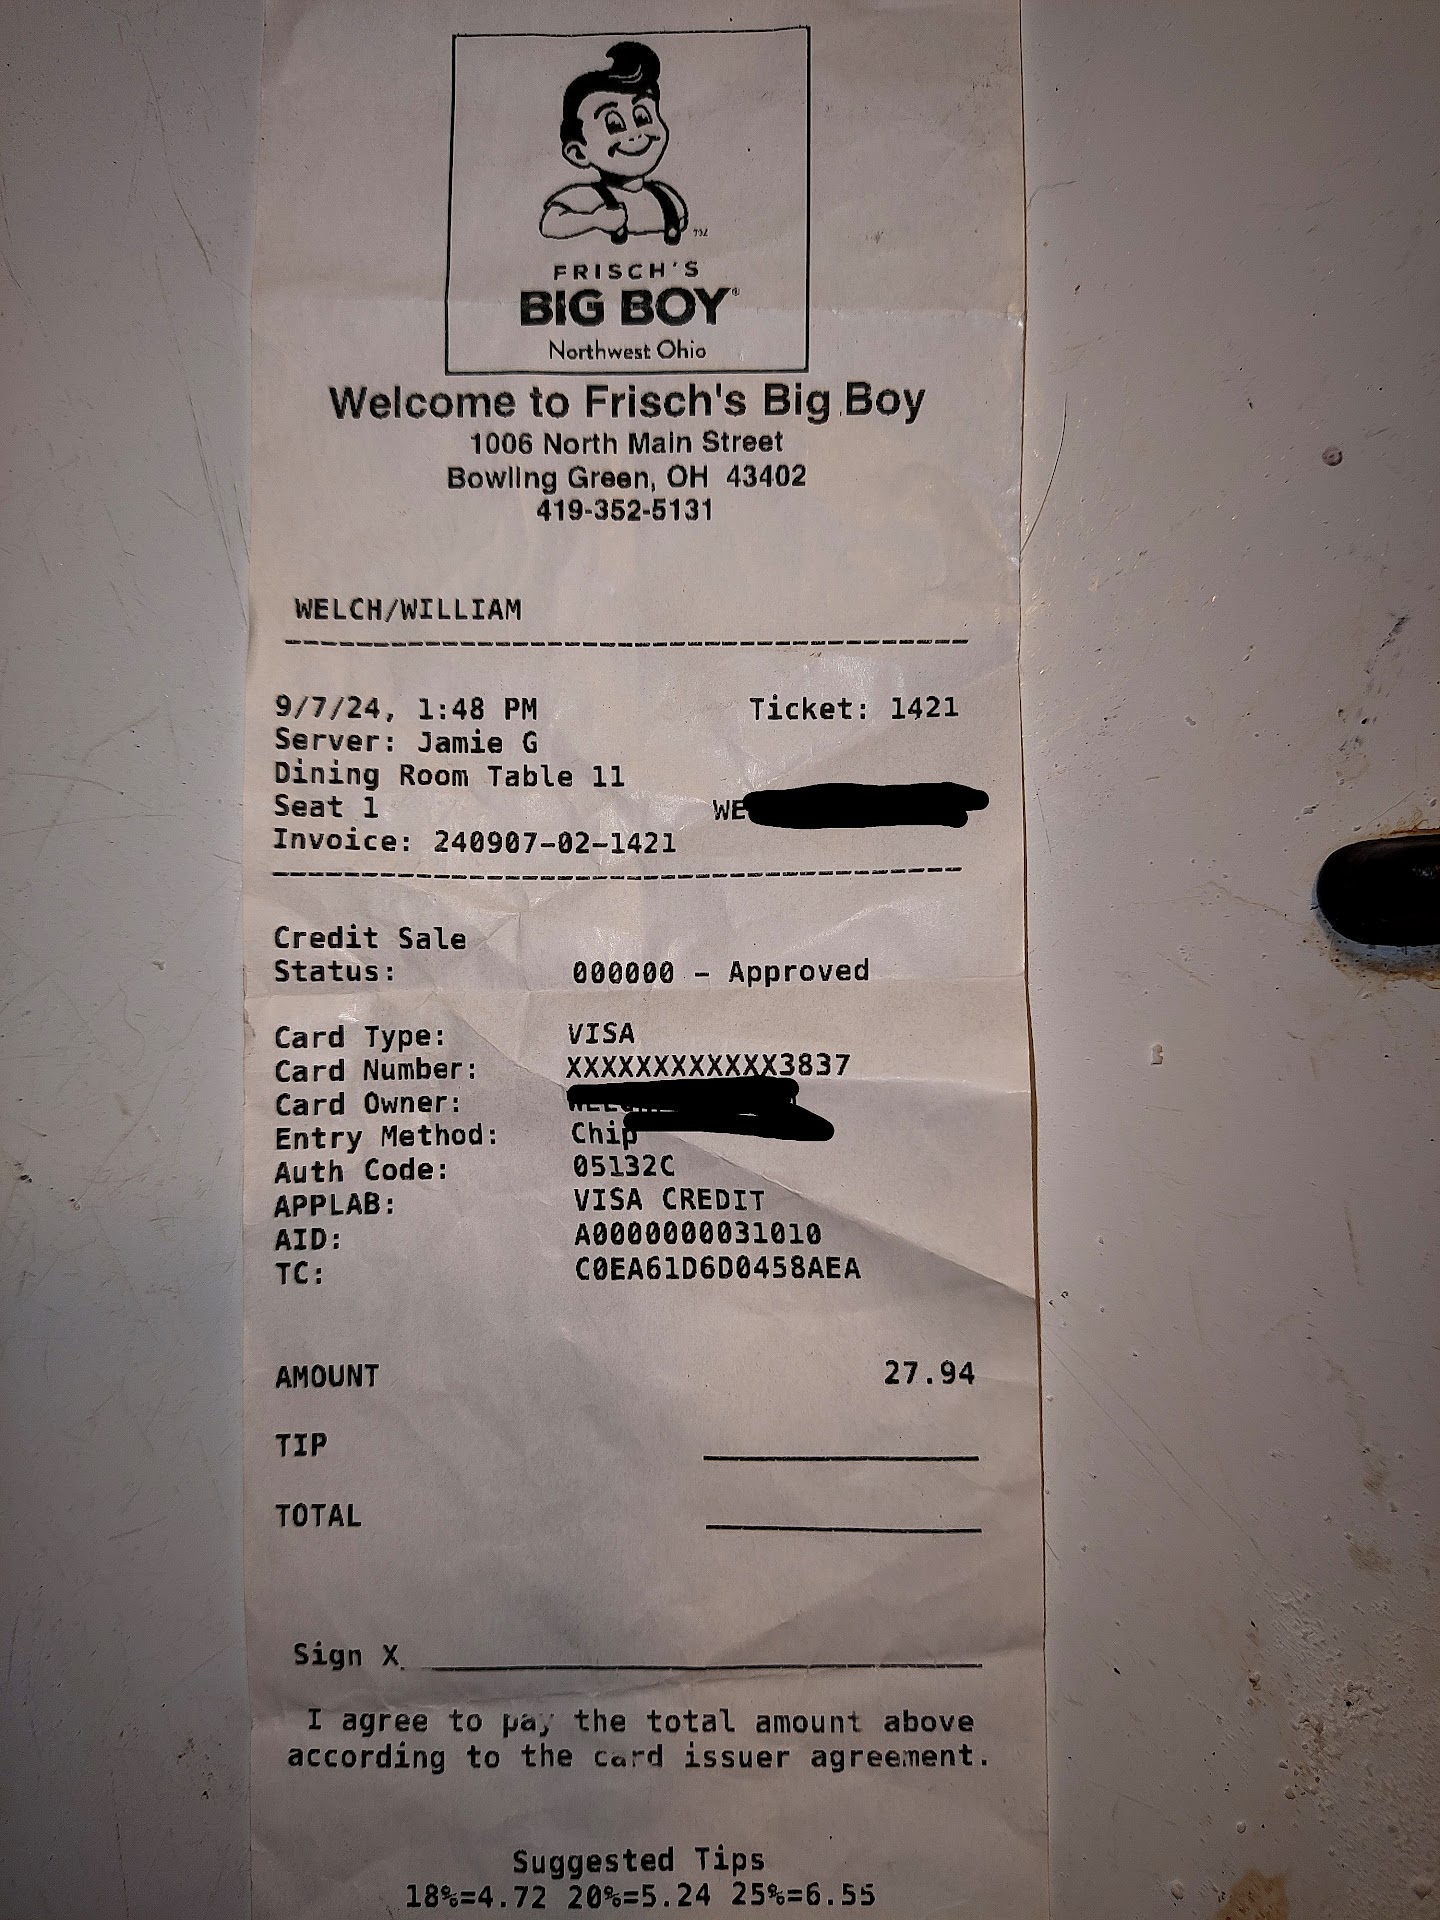 FRISCH'S
BIG BOY®
Northwest Ohio
Welcome to Frisch's Big Boy
1006 North Main Street
Bowling Green, OH 43402
419-352-5131
WELCH/WILLIAM
9/7/24, 1:48 PM Ticket: 1421
Server: Jamie G
Dining Room Table 11
Seat 1 WE
Invoice: 240907-02-1421
Credit Sale
Status: 000000 - Approved
Card Type: VISA
Card Number: XXXXXXXXXXXX3837
Card Owner:
Entry Method: Chip
Auth Code: 05132C
APPLAB: VISA CREDIT
AID: A0000000031010
TC: C0EA61D6D0458AEA
AMOUNT 27.94
TIP
TOTAL
Sign X
I agree to pay the total amount above
according to the card issuer agreement.
Suggested Tips
18%=4.72 20%=5.24 25%=6.55